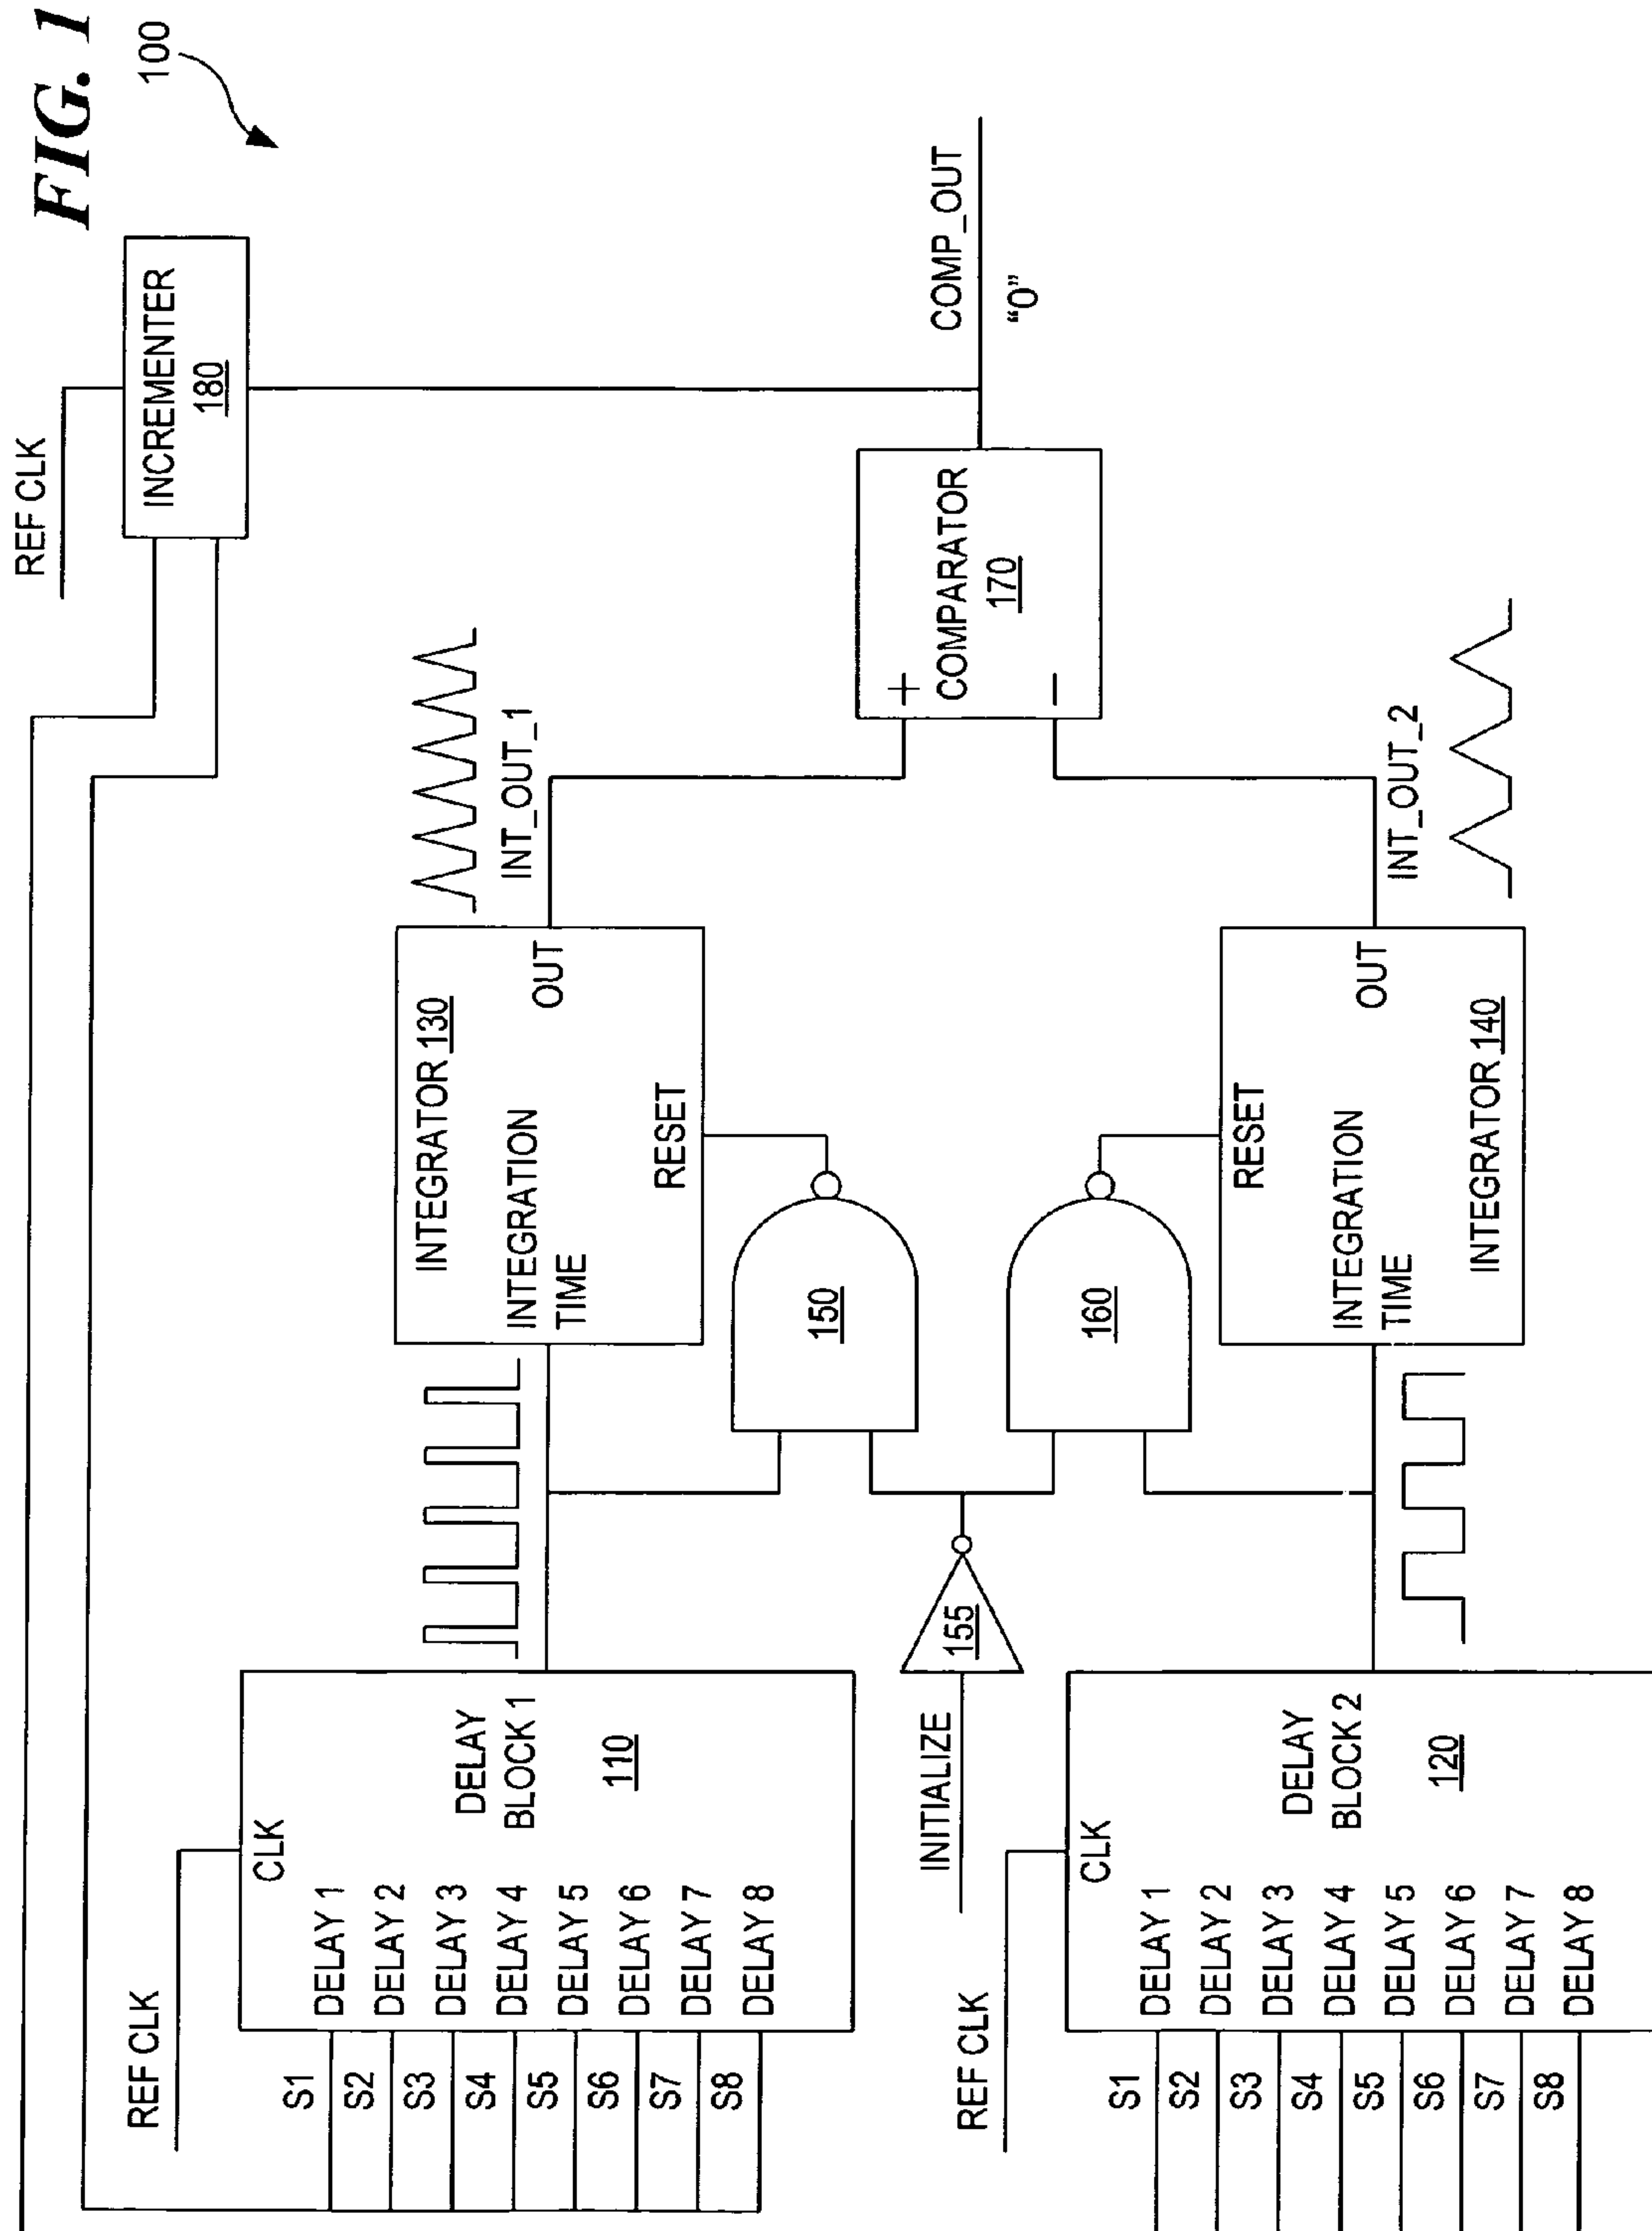 FIG. 1
100
REF CLK
INCREMENTER
180
REF CLK
CLK
S1
S2
S3
S4
S5
S6
S7
S8
DELAY 1
DELAY 2
DELAY 3
DELAY 4
DELAY 5
DELAY 6
DELAY 7
DELAY 8
DELAY
BLOCK 1
110
INTEGRATOR 130
INTEGRATION
TIME
OUT
RESET
INT_OUT_1
150
INITIALIZE
155
160
+
COMPARATOR
170
−
COMP_OUT
“0”
REF CLK
CLK
S1
S2
S3
S4
S5
S6
S7
S8
DELAY 1
DELAY 2
DELAY 3
DELAY 4
DELAY 5
DELAY 6
DELAY 7
DELAY 8
DELAY
BLOCK 2
120
RESET
INTEGRATION
TIME
OUT
INTEGRATOR 140
INT_OUT_2